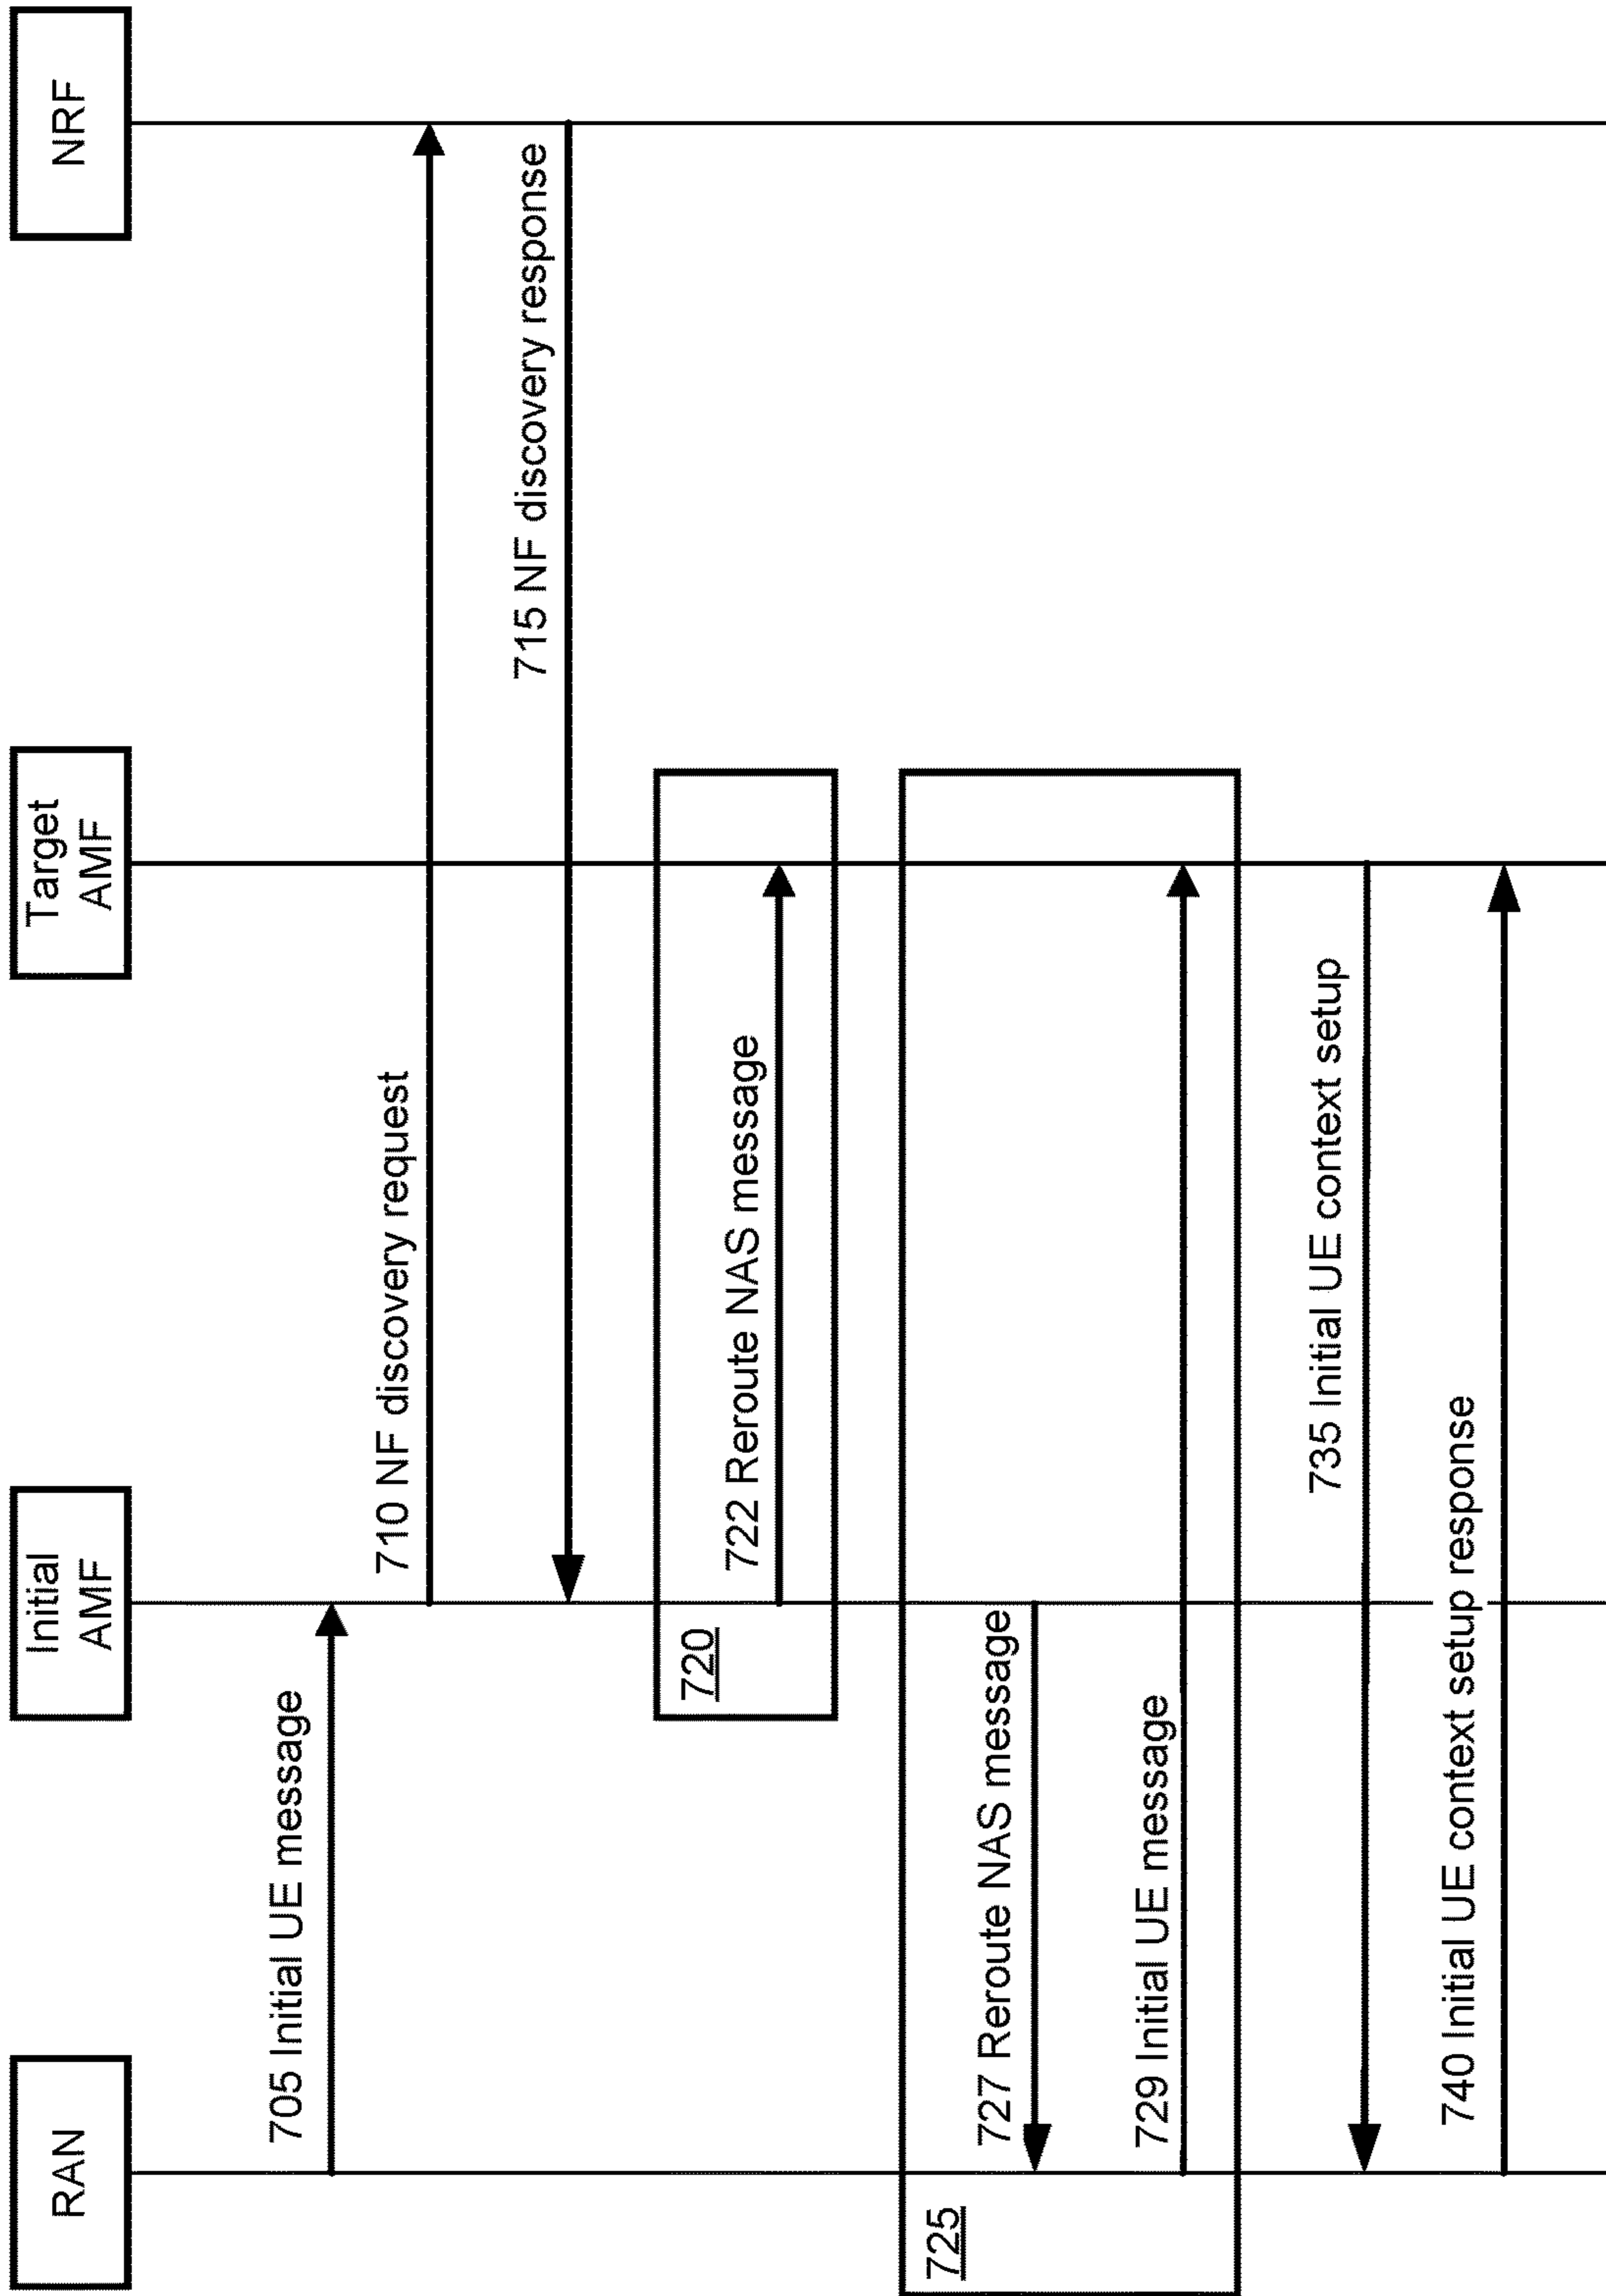 RAN
Initial
AMF
Target
AMF
NRF
705 Initial UE message
710 NF discovery request
715 NF discovery response
720
722 Reroute NAS message
725
727 Reroute NAS message
729 Initial UE message
735 Initial UE context setup
740 Initial UE context setup response